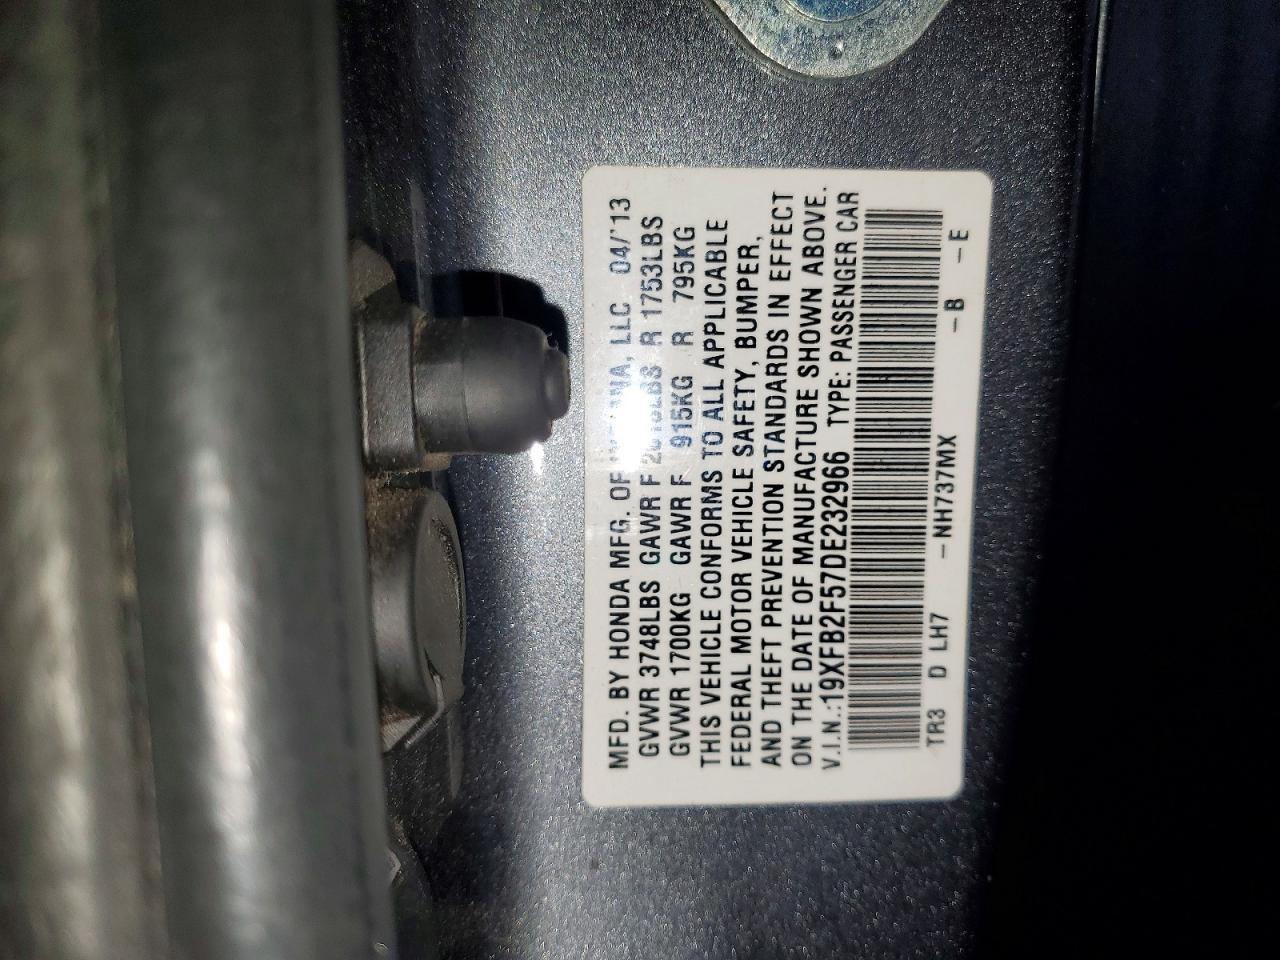 MFD. BY HONDA MFG. OF INDIANA, LLC 04/'13
GVWR 3748LBS GAWR F R 1753LBS
GVWR 1700KG GAWR F 915KG R 795KG
THIS VEHICLE CONFORMS TO ALL APPLICABLE
FEDERAL MOTOR VEHICLE SAFETY, BUMPER,
AND THEFT PREVENTION STANDARDS IN EFFECT
ON THE DATE OF MANUFACTURE SHOWN ABOVE.
V.I.N.:19XFB2F57DE232966 TYPE: PASSENGER CAR
TR3 D LH7 -NH737MX -B -E